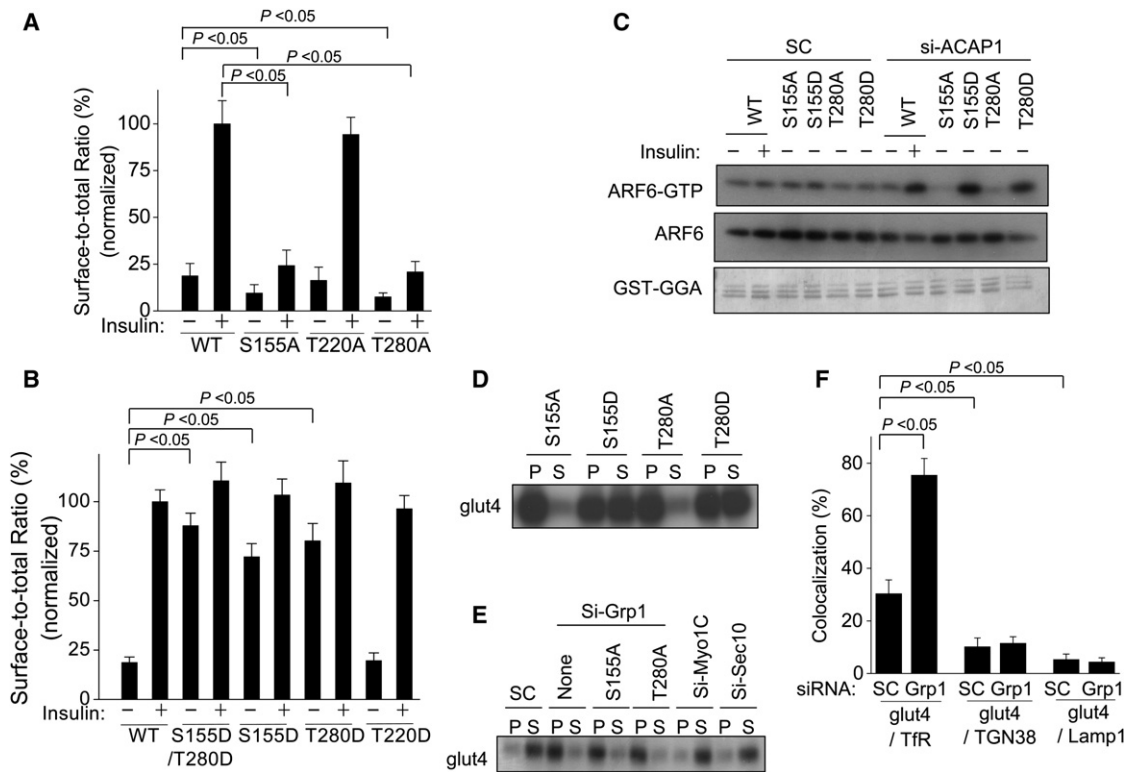 A
P <0.05
P <0.05
P <0.05
P <0.05
Surface-to-total Ratio (%)
(normalized)
100
75
50
25
0
Insulin: − + − + − + − +
WT S155A T220A T280A
B
P <0.05
P <0.05
P <0.05
Surface-to-total Ratio (%)
(normalized)
100
75
50
25
0
Insulin: − + − + − + − + − +
WT S155D S155D T280D T220D
/T280D
C
SC si-ACAP1
WT S155A S155D T280A T280D WT S155A S155D T280A T280D
Insulin: − + − − − − − + − − − −
ARF6-GTP
ARF6
GST-GGA
D
S155A S155D T280A T280D
P S P S P S P S
glut4
E
Si-Grp1
SC None S155A T280A Si-Myo1C Si-Sec10
P S P S P S P S P S P S
glut4
F
P <0.05
P <0.05
P <0.05
Colocalization (%)
80
60
40
20
0
siRNA: SC Grp1 SC Grp1 SC Grp1
glut4 glut4 glut4
/ TfR / TGN38 / Lamp1